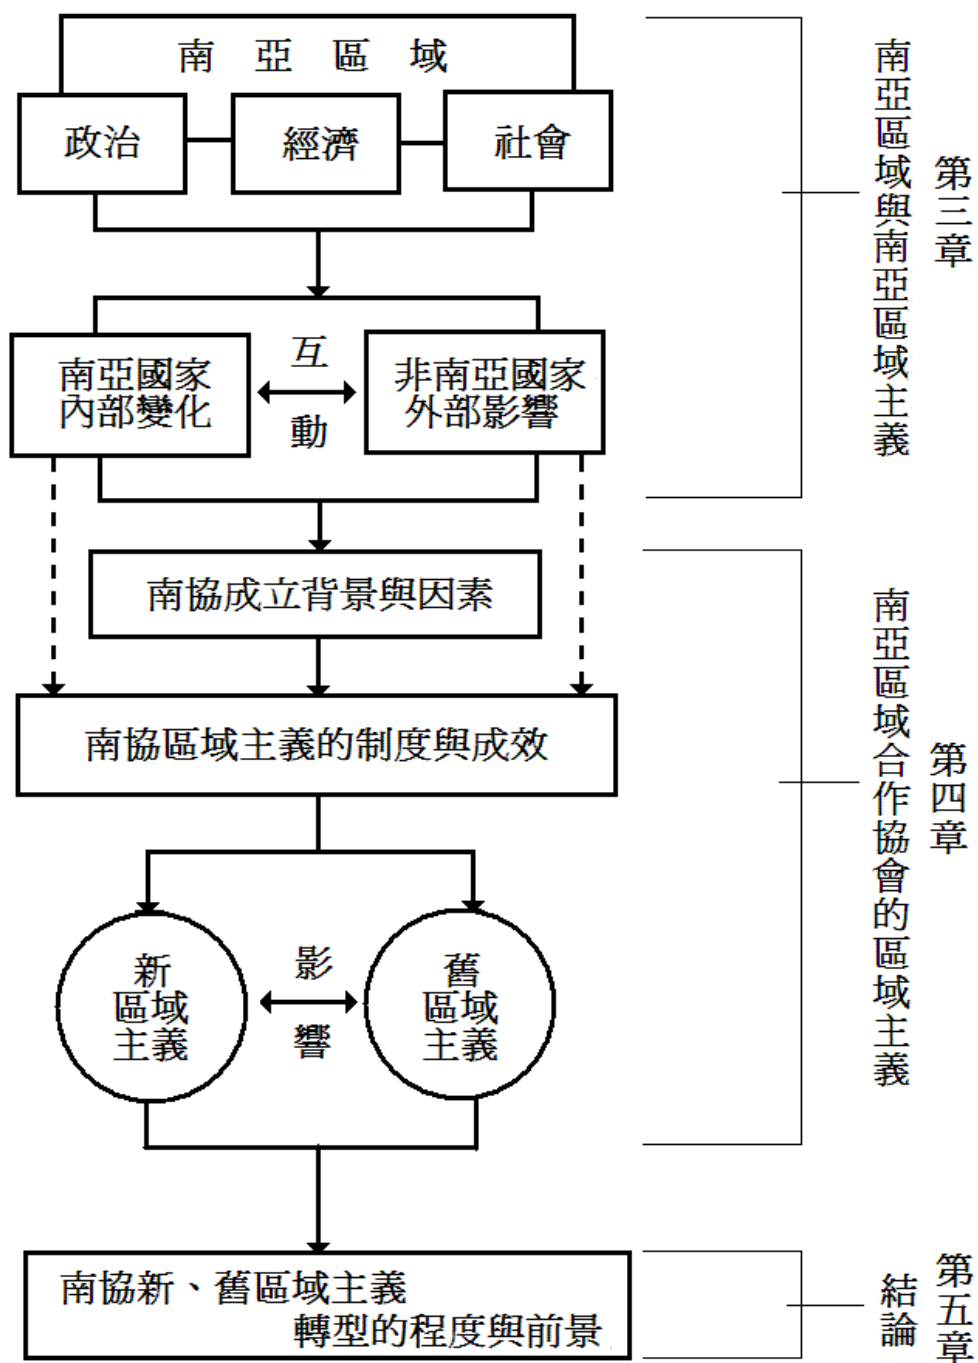 南亞區域
政治
經濟
社會
南亞國家
內部變化
互
動
非南亞國家
外部影響
南協成立背景與因素
南協區域主義的制度與成效
新
區域
主義
影
響
舊
區域
主義
南協新、舊區域主義
轉型的程度與前景
第三章
南亞區域與南亞區域主義
第四章
南亞區域合作協會的區域主義
第五章
結論